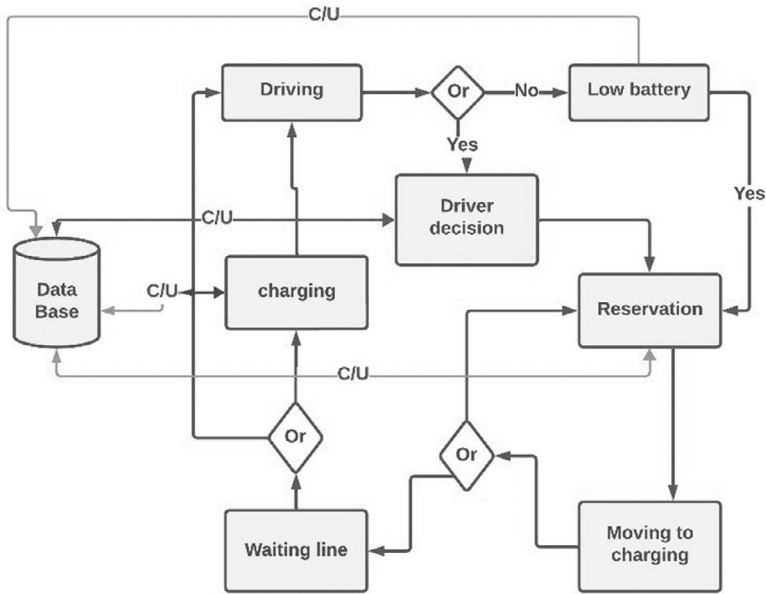 C/U
Driving
Or
No
Low battery
Yes
Yes
Driver
decision
C/U
Data
Base
C/U
charging
Reservation
C/U
Or
Or
Waiting line
Moving to
charging